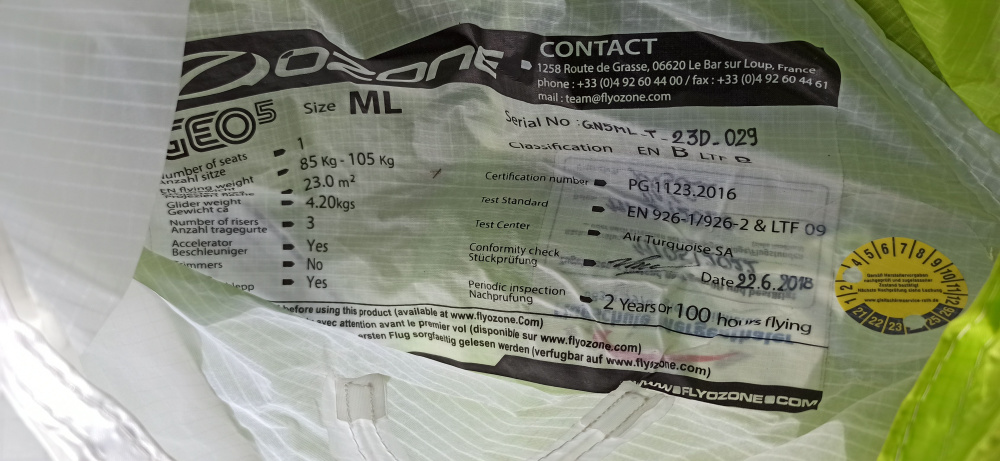 OZONE
CONTACT
1258 Route de Grasse, 06620 Le Bar sur Loup, France
phone : +33 (0)4 92 60 44 00 / fax : +33 (0)4 92 60 44 61
mail : team@flyozone.com
GEO5 Size ML
Serial No : GN5ML-T-23D-029
Classification EN B LTF B
umber of seats 1
Anzahl sitze
EN flying weight 85 Kg - 105 Kg
23.0 m²
Glider weight 4.20kgs
Gewicht ca
Number of risers 3
Anzahl tragegurte
Accelerator Yes
Beschleuniger
mmers No
lepp Yes
Certification number PG 1123.2016
Test Standard EN 926-1/926-2 & LTF 09
Test Center Air Turquoise SA
Conformity check
Stückprüfung
Date 22.6.2018
Periodic inspection 2 Years Or 100 hours flying
Nachprufung
before using this product (available at www.flyozone.Com)
avec attention avant le premier vol (disponible sur www.flyozone.com)
ersten Flug sorgfaeltig gelesen werden (verfugbar auf www.flyozone.com)
WWW.FLYOZONE.COM
1 2 4 5 6 7 8 9 10 11 12
21 22 23 25 26